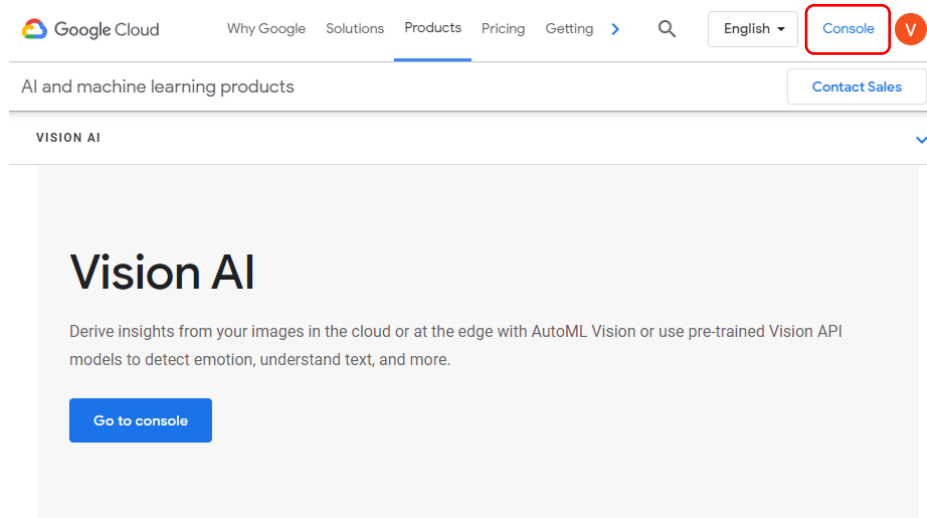 Google Cloud Why Google Solutions Products Pricing Getting English Console V
AI and machine learning products Contact Sales
VISION AI
Vision AI
Derive insights from your images in the cloud or at the edge with AutoML Vision or use pre-trained Vision API
models to detect emotion, understand text, and more.
Go to console